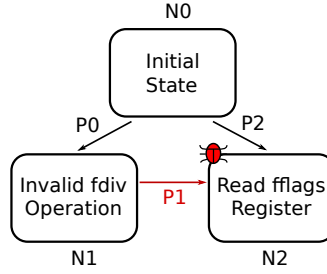 N0
Initial
State
P0
P2
Invalid fdiv
Operation
P1
Read fflags
Register
N1
N2